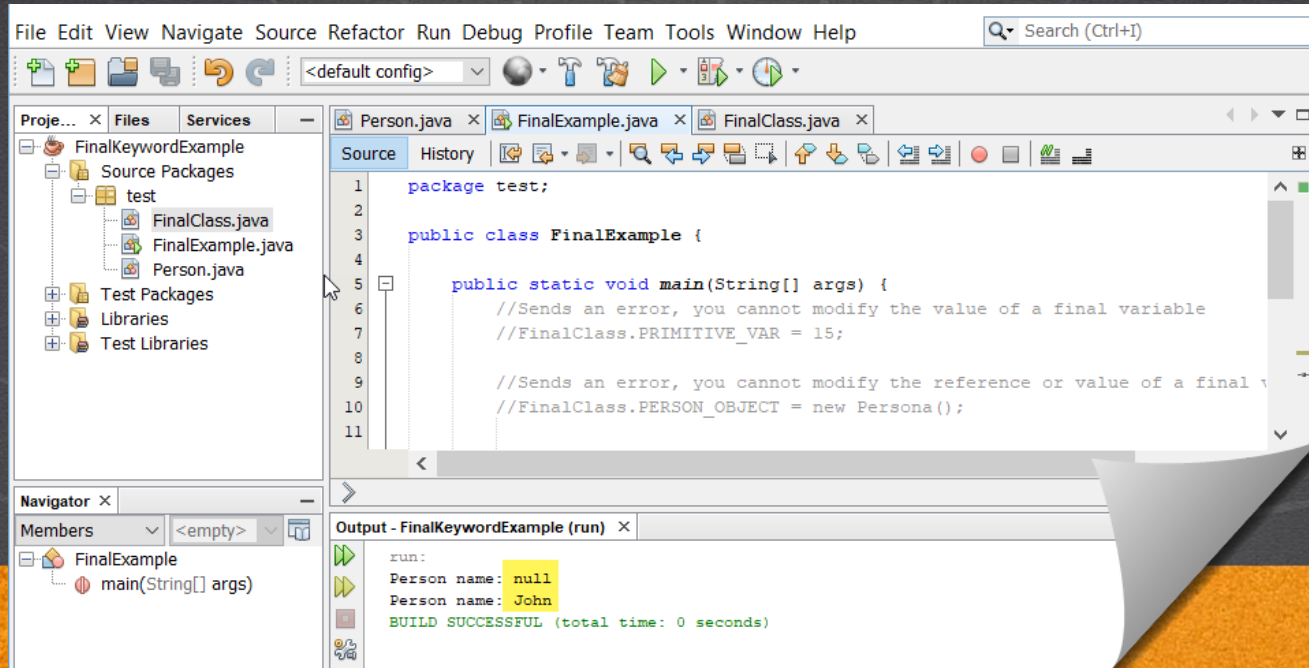 File Edit View Navigate Source Refactor Run Debug Profile Team Tools Window Help
Search (Ctrl+I)
<default config>
Proje... Files Services
FinalKeywordExample
Source Packages
test
FinalClass.java
FinalExample.java
Person.java
Test Packages
Libraries
Test Libraries
Person.java FinalExample.java FinalClass.java
Source History
1 package test;
2
3 public class FinalExample {
4
5 public static void main(String[] args) {
6 //Sends an error, you cannot modify the value of a final variable
7 //FinalClass.PRIMITIVE_VAR = 15;
8
9 //Sends an error, you cannot modify the reference or value of a final
10 //FinalClass.PERSON_OBJECT = new Persona();
11
Navigator
Members <empty>
FinalExample
main(String[] args)
Output - FinalKeywordExample (run)
run:
Person name: null
Person name: John
BUILD SUCCESSFUL (total time: 0 seconds)